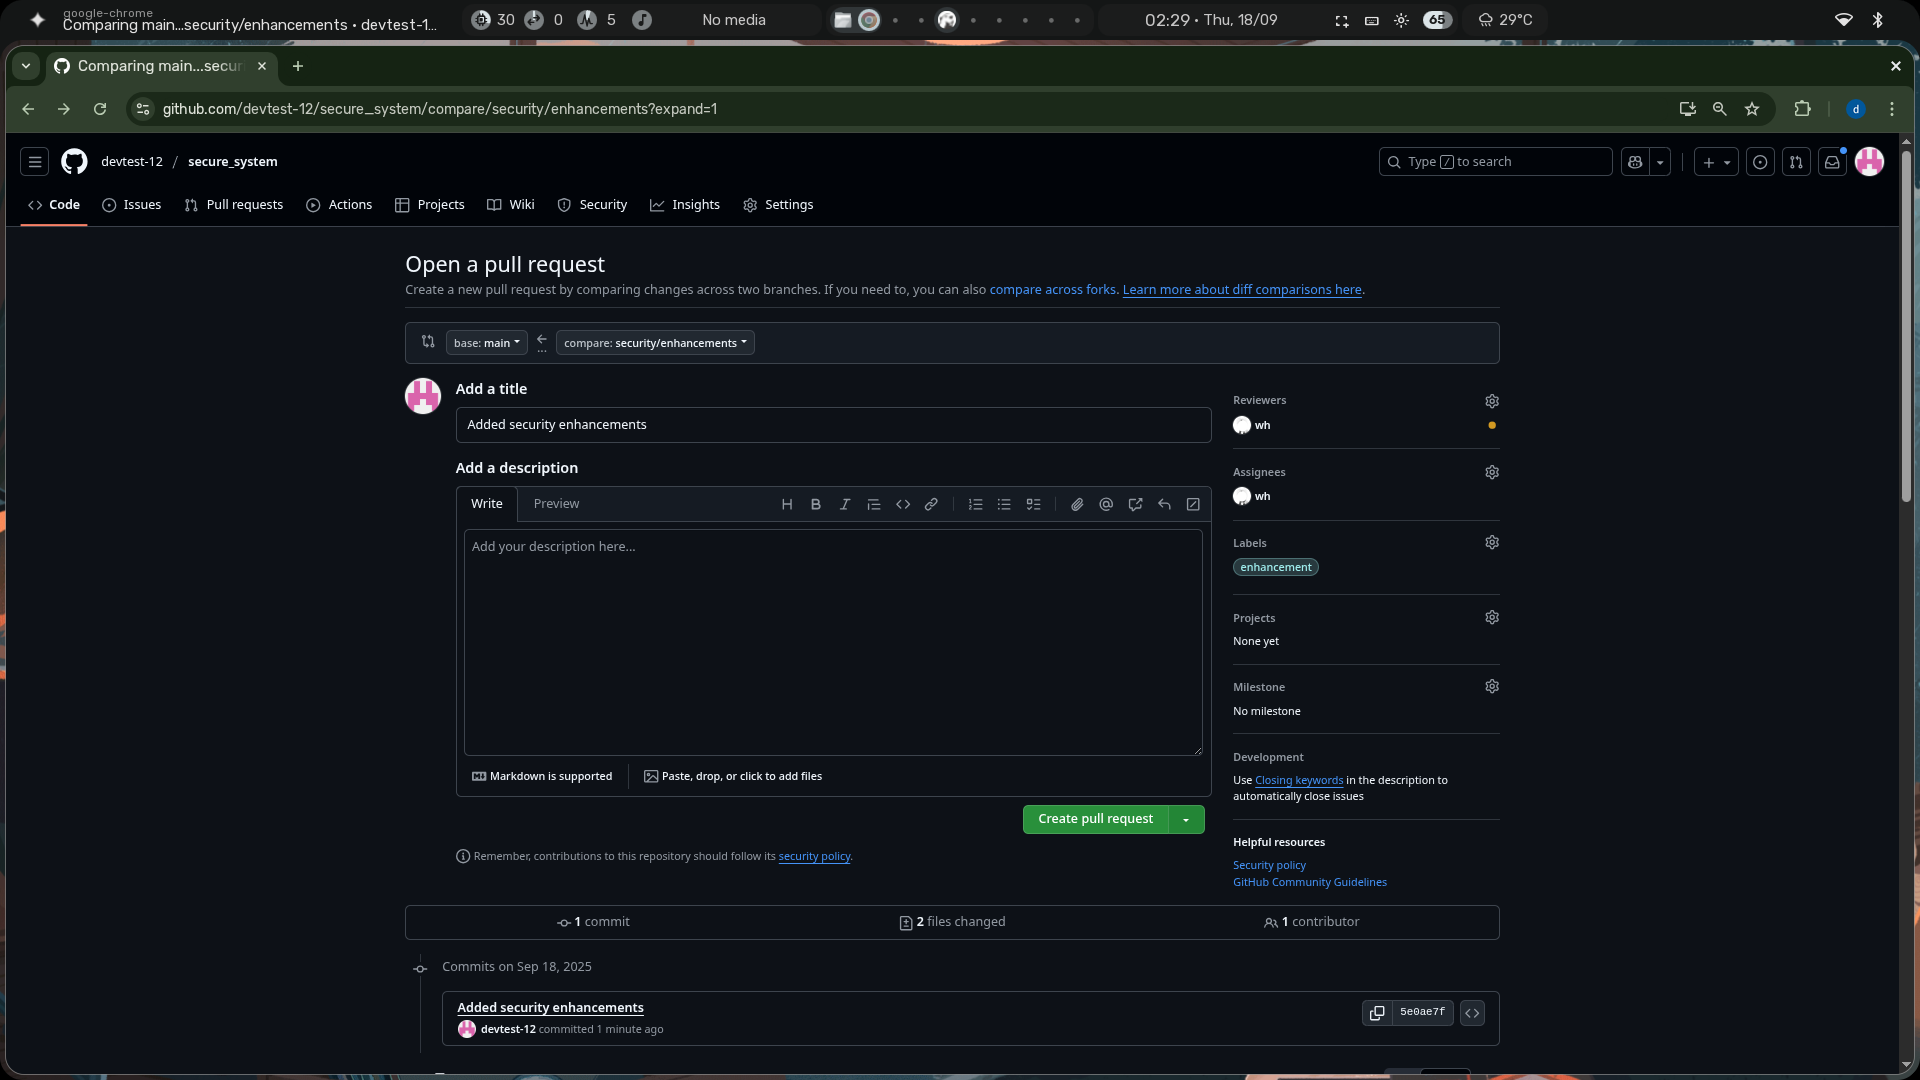 google-chrome
Comparing main...security/enhancements • devtest-1...
30 0 5
No media
02:29 • Thu, 18/09
65
29°C
Comparing main...secur
github.com/devtest-12/secure_system/compare/security/enhancements?expand=1
d
devtest-12 / secure_system
Type / to search
Code
Issues
Pull requests
Actions
Projects
Wiki
Security
Insights
Settings
Open a pull request
Create a new pull request by comparing changes across two branches. If you need to, you can also compare across forks. Learn more about diff comparisons here.
base: main
...
compare: security/enhancements
Add a title
Added security enhancements
Add a description
Write
Preview
Add your description here...
Markdown is supported
Paste, drop, or click to add files
Create pull request
Remember, contributions to this repository should follow its security policy.
Reviewers
wh
Assignees
wh
Labels
enhancement
Projects
None yet
Milestone
No milestone
Development
Use Closing keywords in the description to
automatically close issues
Helpful resources
Security policy
GitHub Community Guidelines
1 commit
2 files changed
1 contributor
Commits on Sep 18, 2025
Added security enhancements
devtest-12 committed 1 minute ago
5e0ae7f